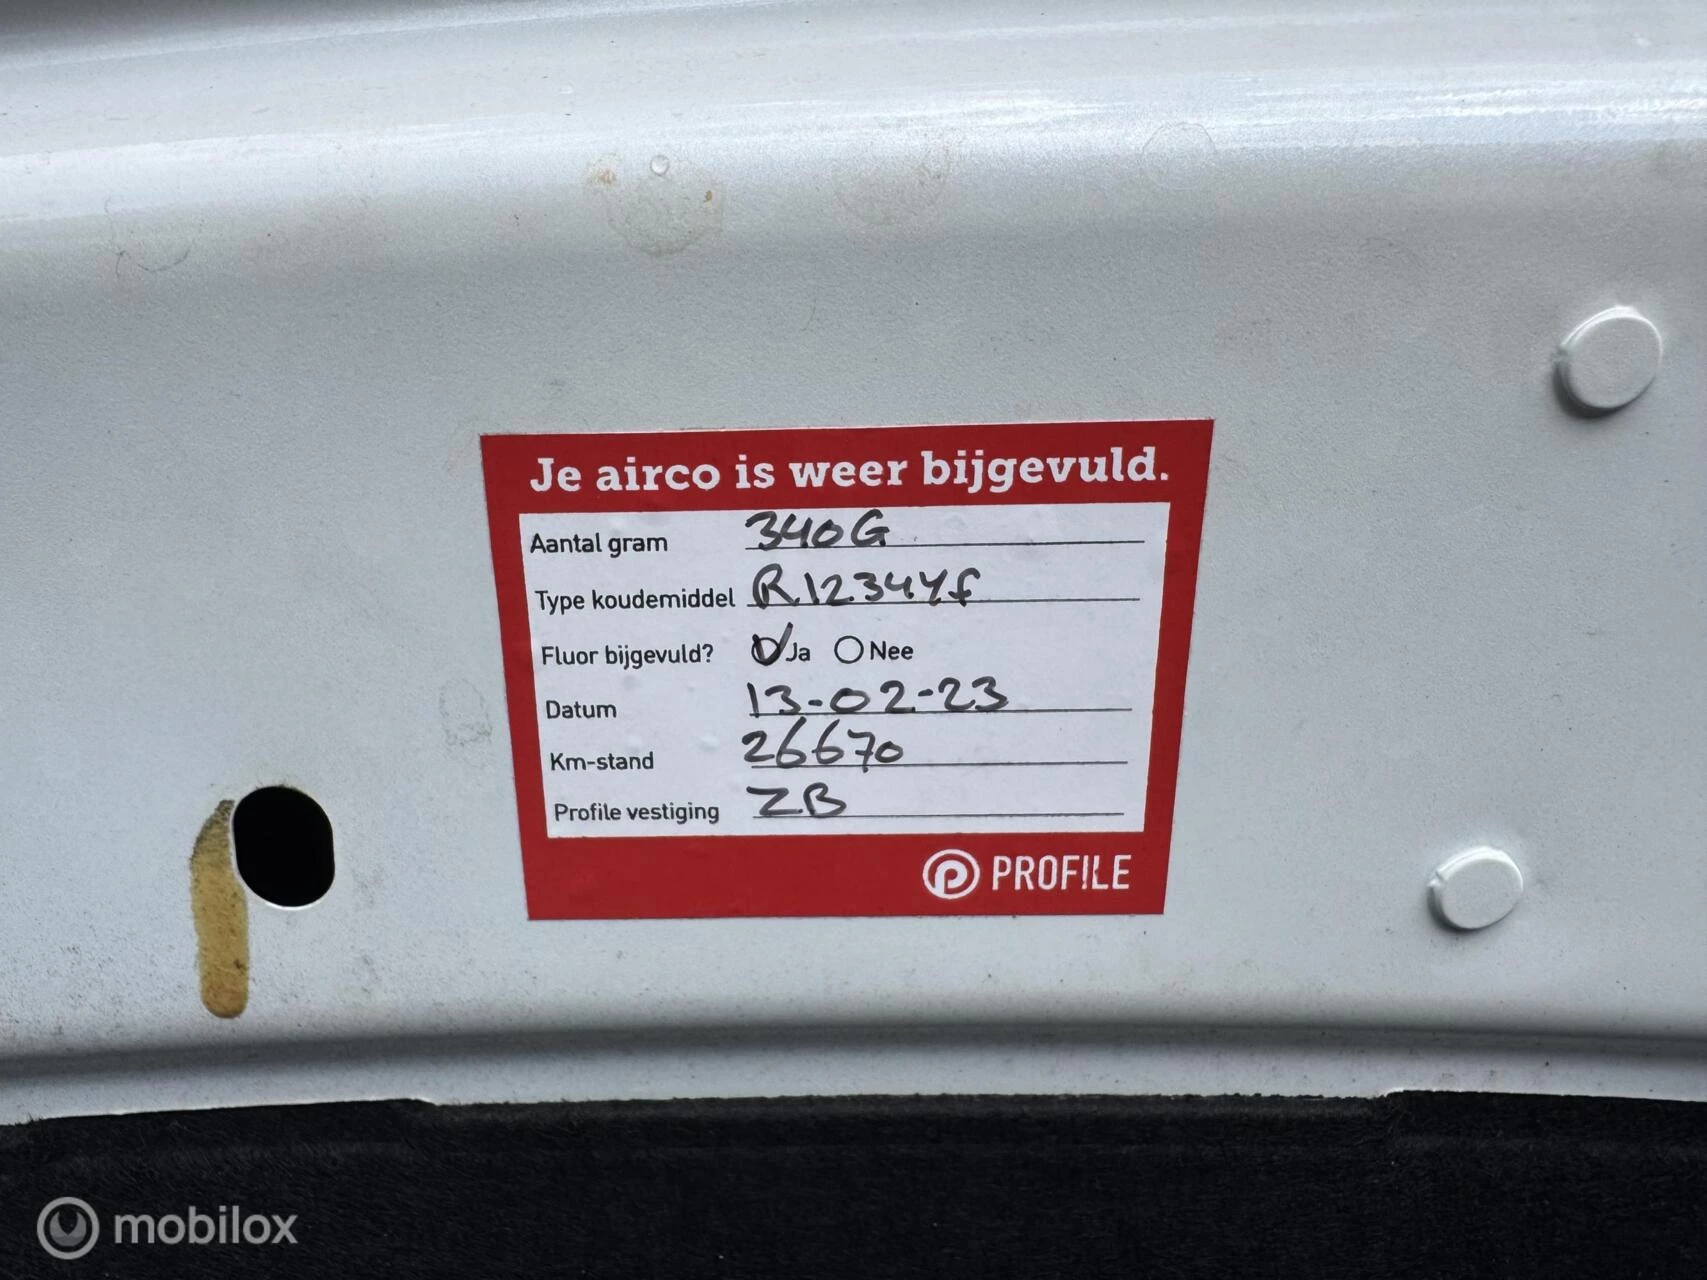 Je airco is weer bijgevuld.
Aantal gram 340G
Type koudemiddel R.1234yf
Fluor bijgevuld? Ja Nee
Datum 13-02-23
Km-stand 26670
Profile vestiging ZB
PROFILE
mobilox